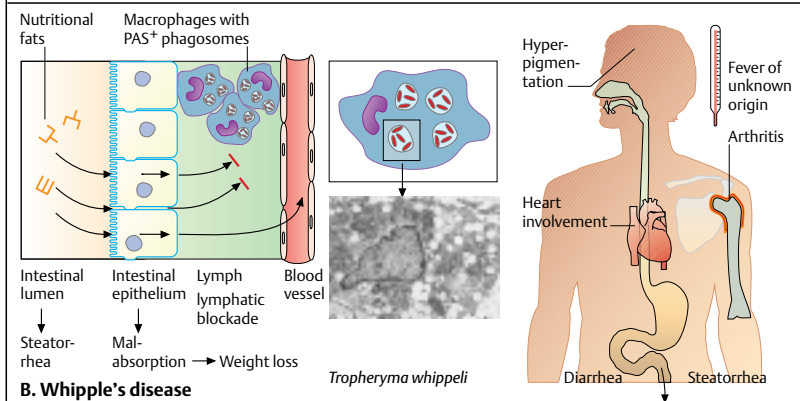 Nutritional
fats
Macrophages with
PAS⁺ phagosomes
Intestinal
lumen
Intestinal
epithelium
Lymph
lymphatic
blockade
Blood
vessel
Steator-
rhea
Mal-
absorption
Weight loss
B. Whipple's disease
Tropheryma whippeli
Hyper-
pigmen-
tation
Fever of
unknown
origin
Arthritis
Heart
involvement
Diarrhea
Steatorrhea